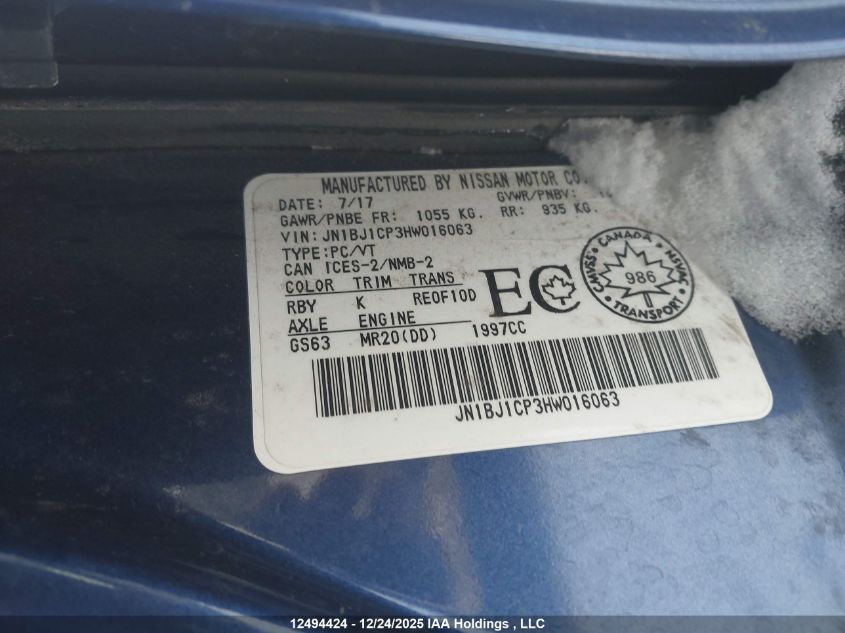 MANUFACTURED BY NISSAN MOTOR CO.
DATE: 7/17 GVWR/PNBV:
GAWR/PNBE FR: 1055 KG. RR: 935 KG.
VIN: JN1BJ1CP3HW016063
TYPE:PC/VT
CAN ICES-2/NMB-2
COLOR TRIM TRANS
RBY K RE0F10D
AXLE ENGINE
GS63 MR20(DD) 1997CC
EC
CANADA
CMVSS 986 NSVAC
TRANSPORT
JN1BJ1CP3HW016063
12494424 - 12/24/2025 IAA Holdings , LLC